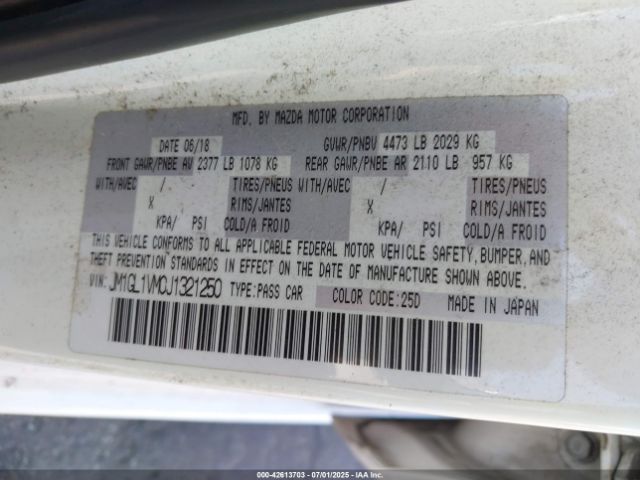 MFD. BY MAZDA MOTOR CORPORATION
DATE 06/18 GVWR/PNBV 4473 LB 2029 KG
FRONT GAWR/PNBE AV 2377 LB 1078 KG REAR GAWR/PNBE AR 2110 LB 957 KG
WITH/AVEC / TIRES/PNEUS WITH/AVEC / TIRES/PNEUS
X RIMS/JANTES X RIMS/JANTES
KPA/ PSI COLD/A FROID KPA/ PSI COLD/A FROID
THIS VEHICLE CONFORMS TO ALL APPLICABLE FEDERAL MOTOR VEHICLE SAFETY, BUMPER, AND
THEFT PREVENTION STANDARDS IN EFFECT ON THE DATE OF MANUFACTURE SHOWN ABOVE.
VIN: JM1GL1VM0J1321250 TYPE:PASS CAR COLOR CODE:25D MADE IN JAPAN
000-42613703 - 07/01/2025 - IAAI.COM